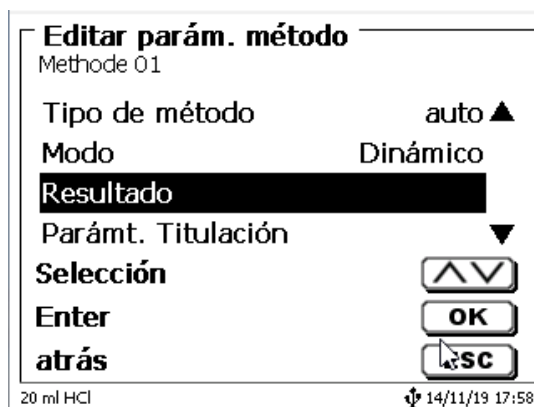 Editar parám. método
Methode 01
Tipo de método auto
Modo Dinámico
Resultado
Parámt. Titulación
Selección
Enter OK
atrás ESC
20 ml HCl 14/11/19 17:58